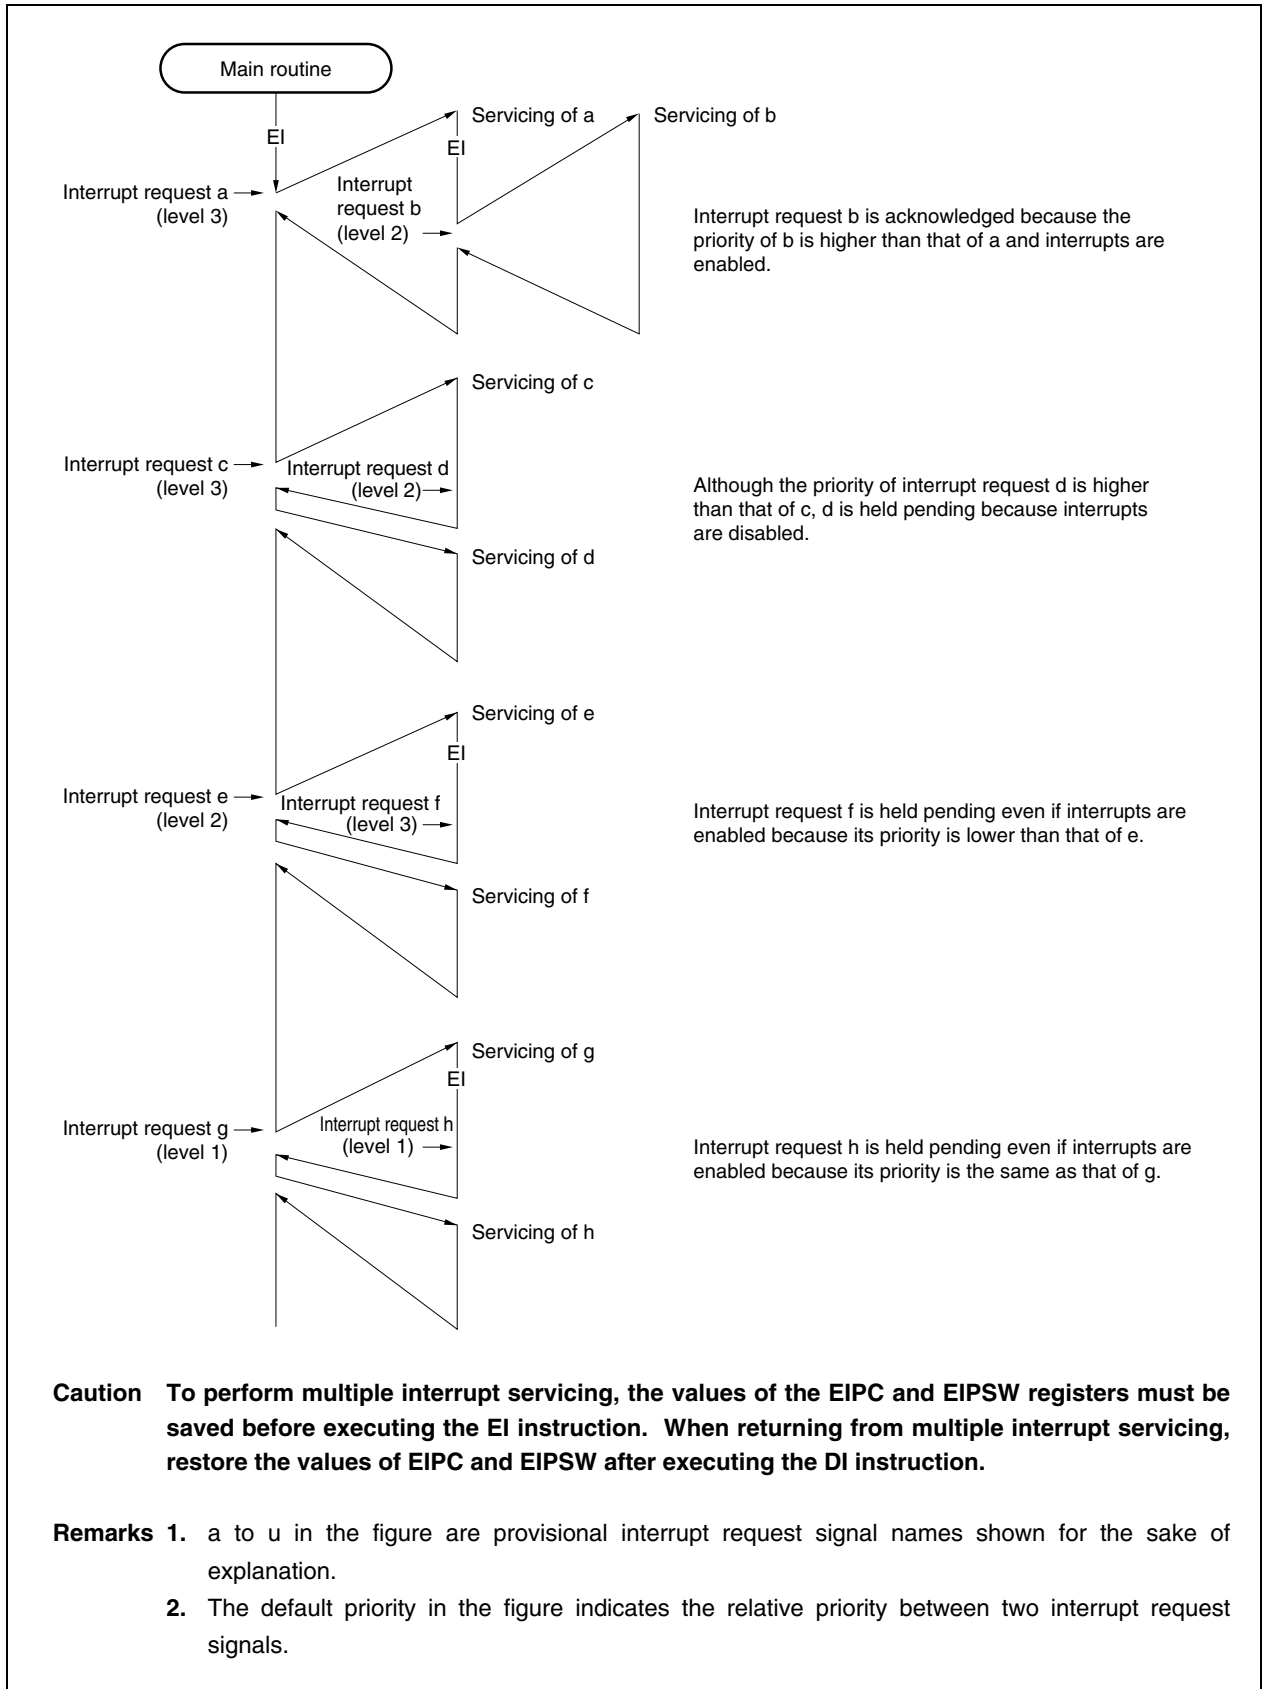 Main routine
EI
Servicing of a
Servicing of b
EI
Interrupt request a
(level 3)
Interrupt
request b
(level 2)
Interrupt request b is acknowledged because the
priority of b is higher than that of a and interrupts are
enabled.
Servicing of c
Interrupt request c
(level 3)
Interrupt request d
(level 2)
Although the priority of interrupt request d is higher
than that of c, d is held pending because interrupts
are disabled.
Servicing of d
Servicing of e
EI
Interrupt request e
(level 2)
Interrupt request f
(level 3)
Interrupt request f is held pending even if interrupts are
enabled because its priority is lower than that of e.
Servicing of f
Servicing of g
EI
Interrupt request g
(level 1)
Interrupt request h
(level 1)
Interrupt request h is held pending even if interrupts are
enabled because its priority is the same as that of g.
Servicing of h
Caution To perform multiple interrupt servicing, the values of the EIPC and EIPSW registers must be
saved before executing the EI instruction. When returning from multiple interrupt servicing,
restore the values of EIPC and EIPSW after executing the DI instruction.
Remarks 1. a to u in the figure are provisional interrupt request signal names shown for the sake of
explanation.
2. The default priority in the figure indicates the relative priority between two interrupt request
signals.